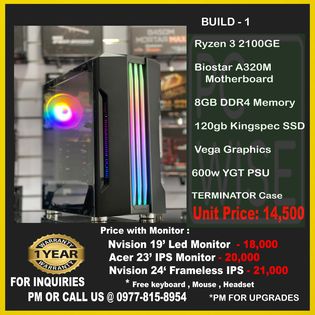 BUILD - 1
Ryzen 3 2100GE
Biostar A320M
Motherboard
8GB DDR4 Memory
120gb Kingspec SSD
Vega Graphics
600w YGT PSU
TERMINATOR Case
Unit Price: 14,500
Price with Monitor :
Nvision 19' Led Monitor - 18,000
Acer 23' IPS Monitor - 20,000
Nvision 24' Frameless IPS - 21,000
* Free keyboard , Mouse , Headset
WARRANTY
1 YEAR
WARRANTY
FOR INQUIRIES
PM OR CALL US @ 0977-815-8954
*PM FOR UPGRADES